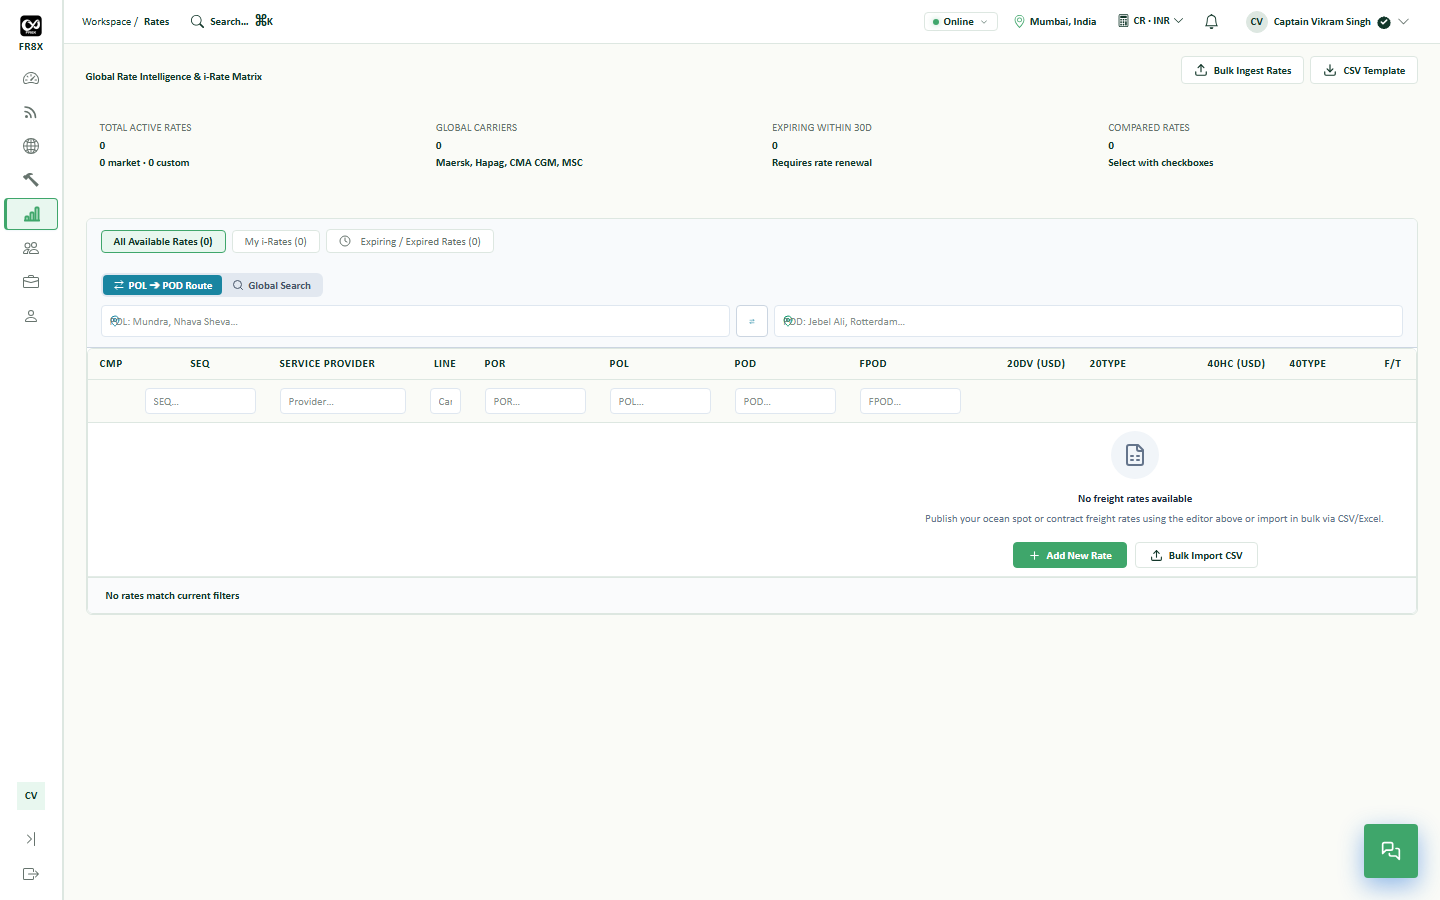 FR8X
Workspace / Rates
Search... ⌘K
Online
Mumbai, India
CR · INR
CV
Captain Vikram Singh
Global Rate Intelligence & i-Rate Matrix
Bulk Ingest Rates
CSV Template
TOTAL ACTIVE RATES
0
0 market · 0 custom
GLOBAL CARRIERS
0
Maersk, Hapag, CMA CGM, MSC
EXPIRING WITHIN 30D
0
Requires rate renewal
COMPARED RATES
0
Select with checkboxes
All Available Rates (0)
My i-Rates (0)
Expiring / Expired Rates (0)
POL ➔ POD Route
Global Search
POL: Mundra, Nhava Sheva...
POD: Jebel Ali, Rotterdam...
CMP SEQ SERVICE PROVIDER LINE POR POL POD FPOD 20DV (USD) 20TYPE 40HC (USD) 40TYPE F/T
SEQ... Provider... Car POR... POL... POD... FPOD...
No freight rates available
Publish your ocean spot or contract freight rates using the editor above or import in bulk via CSV/Excel.
Add New Rate
Bulk Import CSV
No rates match current filters
CV